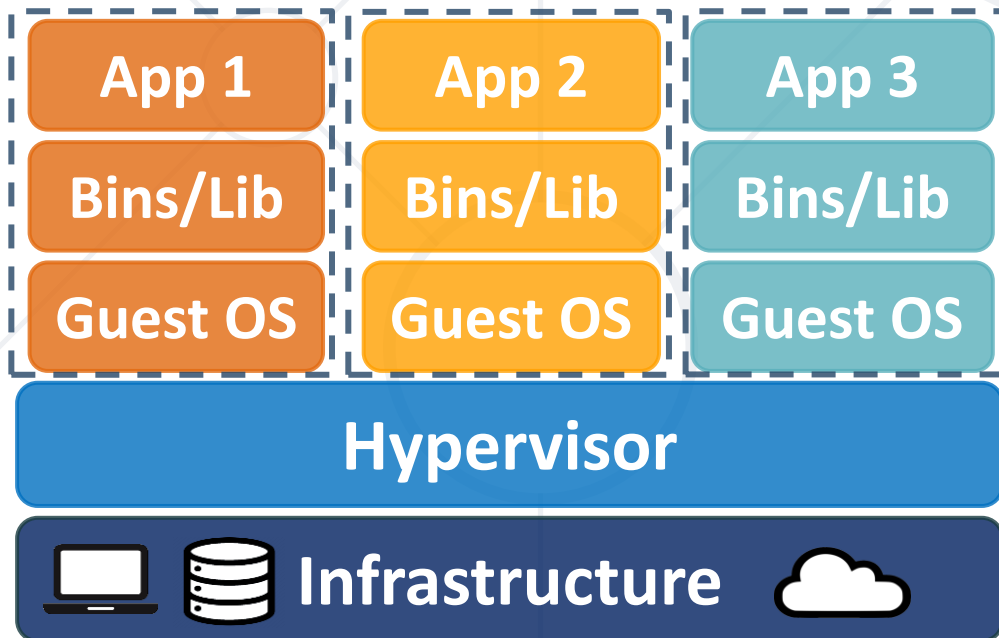 App 1
App 2
App 3
Bins/Lib
Bins/Lib
Bins/Lib
Guest OS
Guest OS
Guest OS
Hypervisor
Infrastructure